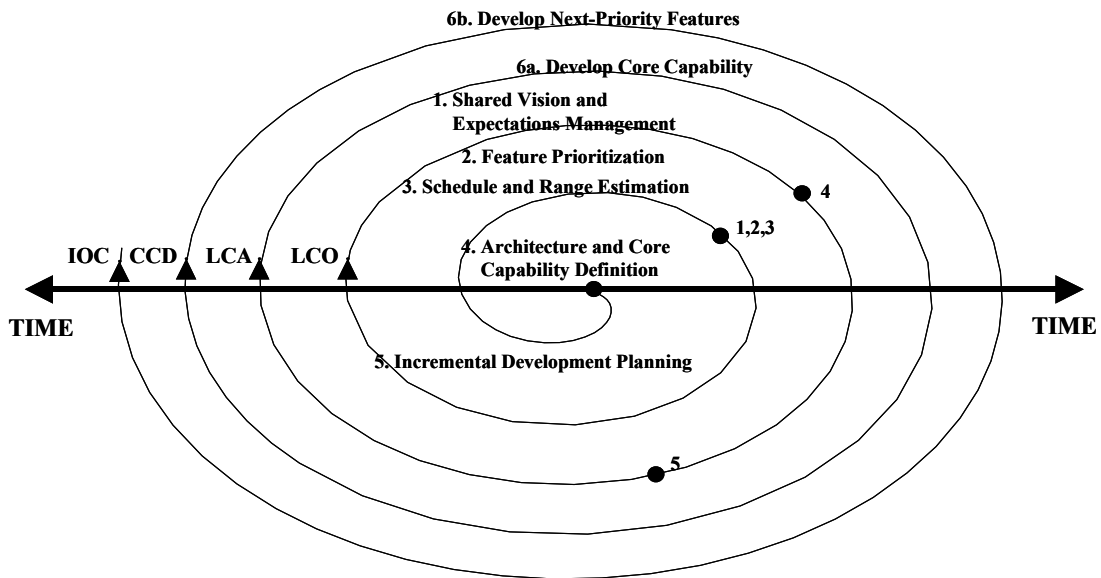 6b. Develop Next-Priority Features
6a. Develop Core Capability
1. Shared Vision and
Expectations Management
2. Feature Prioritization
3. Schedule and Range Estimation
4
1,2,3
4. Architecture and Core
Capability Definition
IOC
CCD
LCA
LCO
TIME
TIME
5. Incremental Development Planning
5